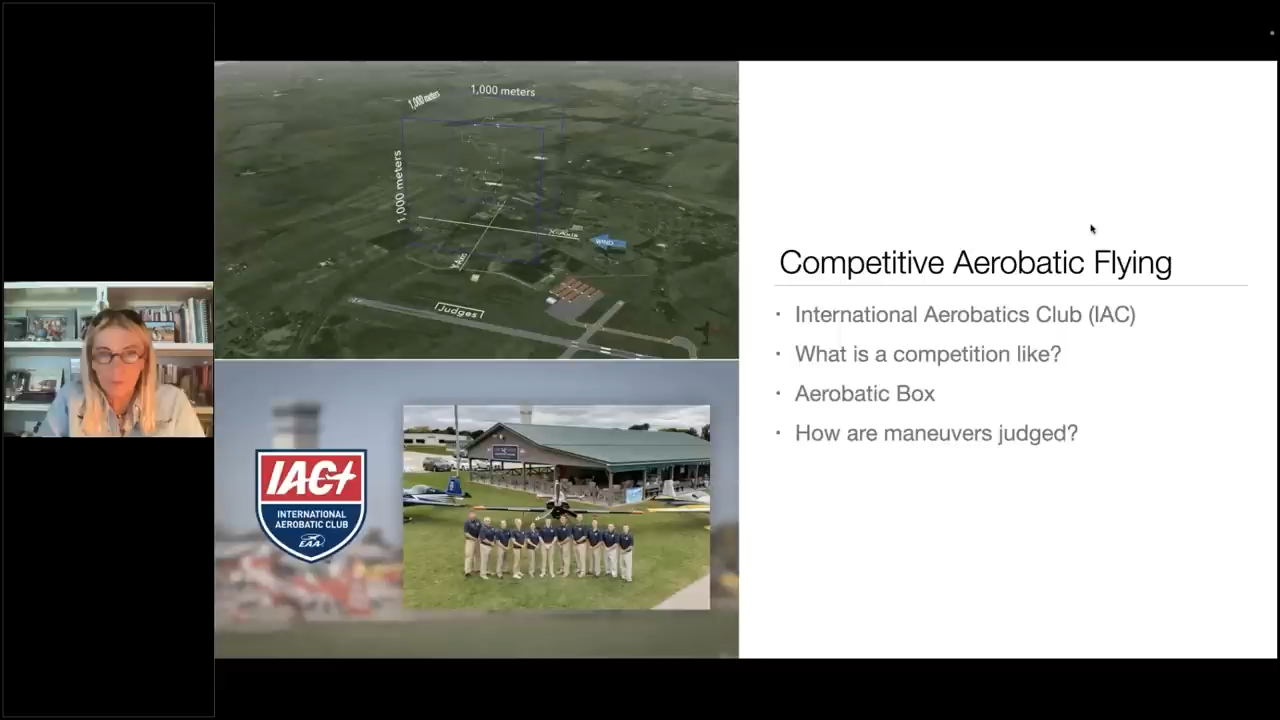 1,000 meters
1,000 meters
1,000 meters
X-Axis
WIND
Y-Axis
Judges
IAC
INTERNATIONAL
AEROBATIC CLUB
EAA
Competitive Aerobatic Flying
· International Aerobatics Club (IAC)
· What is a competition like?
· Aerobatic Box
· How are maneuvers judged?